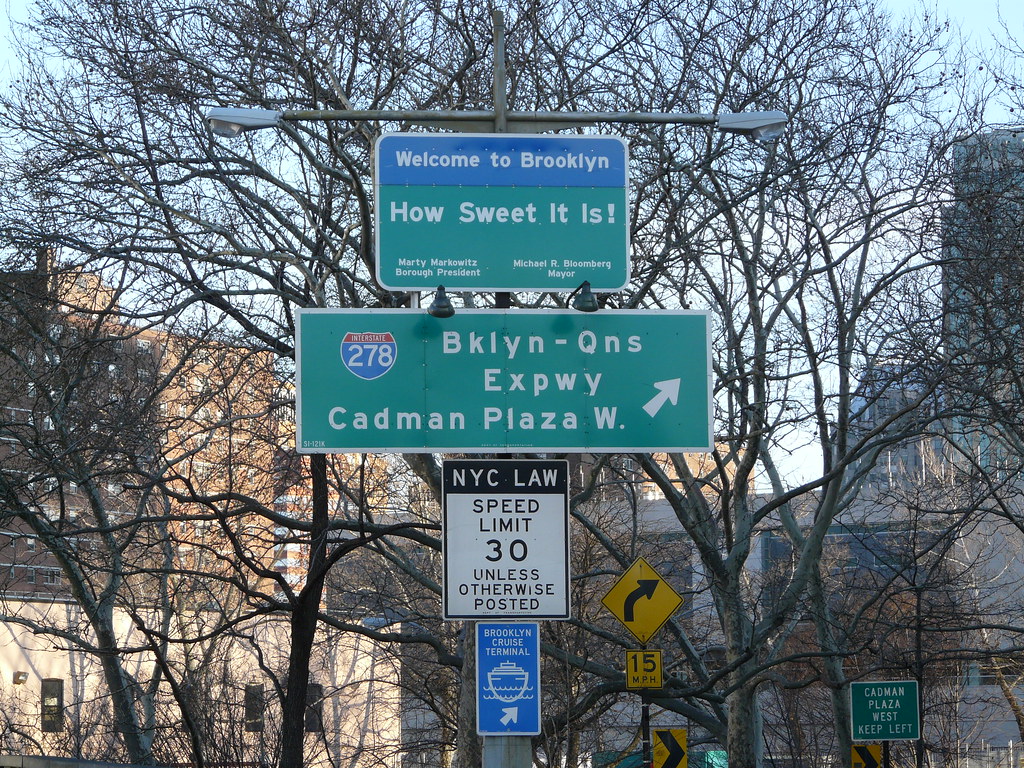 Welcome to Brooklyn
How Sweet It Is!
Marty Markowitz
Borough President
Michael R. Bloomberg
Mayor
INTERSTATE
278
Bklyn-Qns
Expwy
Cadman Plaza W.
SI-121N
NYC LAW
SPEED
LIMIT
30
UNLESS
OTHERWISE
POSTED
BROOKLYN
CRUISE
TERMINAL
15
M.P.H.
CADMAN
PLAZA
WEST
KEEP LEFT